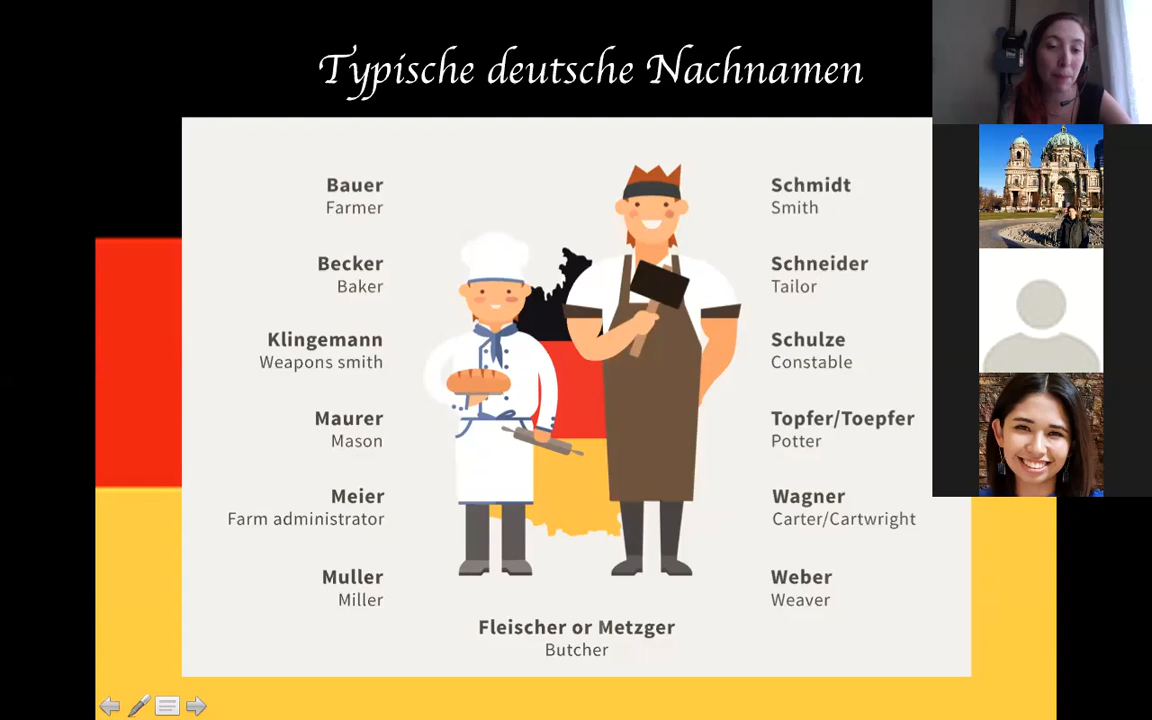 Typische deutsche Nachnamen
Bauer
Farmer
Becker
Baker
Klingemann
Weapons smith
Maurer
Mason
Meier
Farm administrator
Muller
Miller
Schmidt
Smith
Schneider
Tailor
Schulze
Constable
Topfer/Toepfer
Potter
Wagner
Carter/Cartwright
Weber
Weaver
Fleischer or Metzger
Butcher